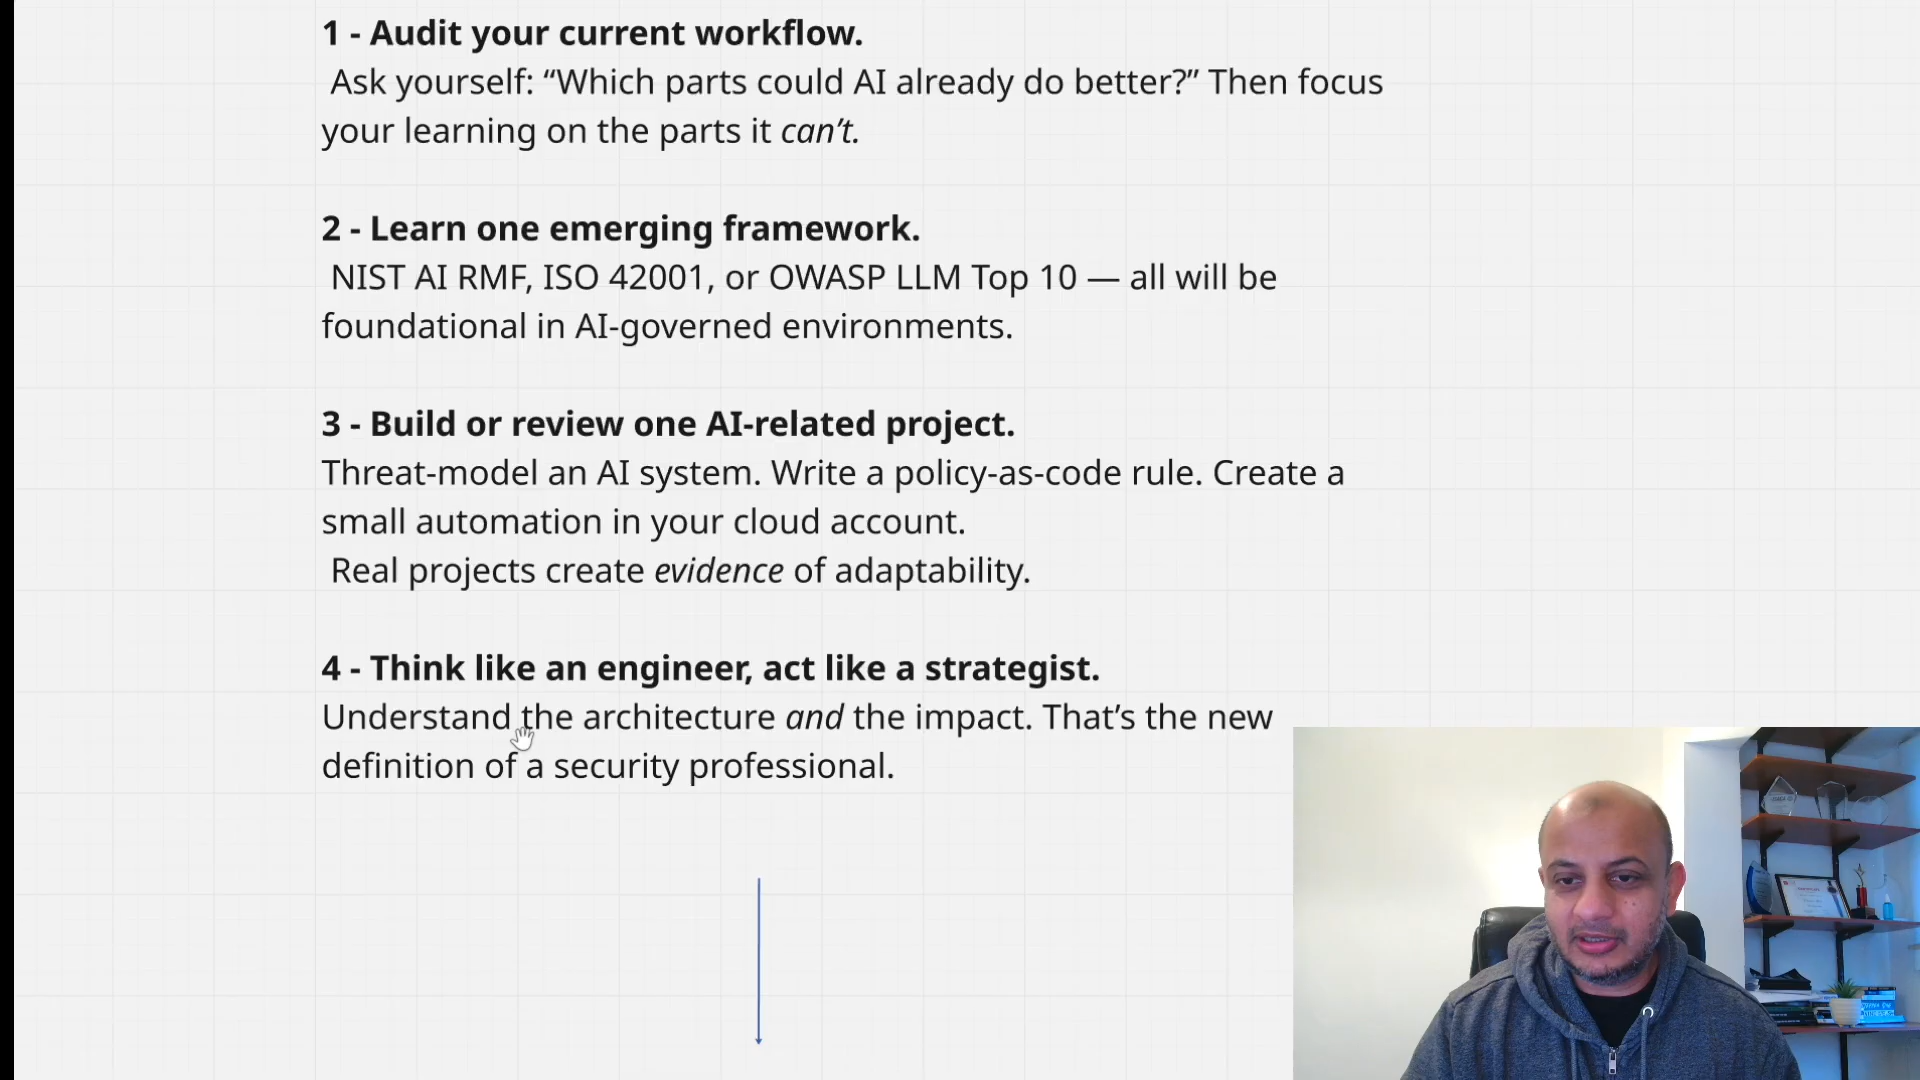 1 - Audit your current workflow.
Ask yourself: “Which parts could AI already do better?” Then focus
your learning on the parts it can’t.
2 - Learn one emerging framework.
NIST AI RMF, ISO 42001, or OWASP LLM Top 10 — all will be
foundational in AI-governed environments.
3 - Build or review one AI-related project.
Threat-model an AI system. Write a policy-as-code rule. Create a
small automation in your cloud account.
Real projects create evidence of adaptability.
4 - Think like an engineer, act like a strategist.
Understand the architecture and the impact. That’s the new
definition of a security professional.